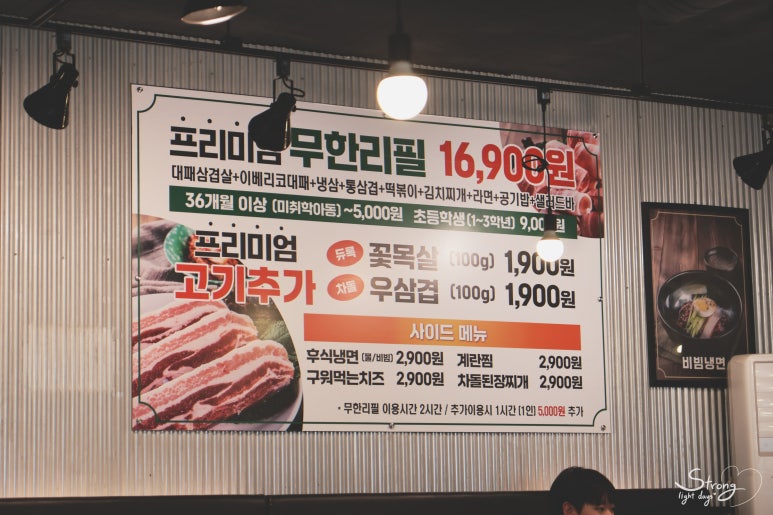 프리미엄 무한리필 16,900원
대패삼겹살+이베리코대패+냉삼+통삼겹+떡볶이+김치찌개+라면+공기밥+샐러드바
36개월 이상 (미취학아동) ~5,000원 초등학생 (1~3학년) 9,000원
프리미엄
고기추가
듀록 꽃목살 (100g) 1,900원
차돌 우삼겹 (100g) 1,900원
사이드 메뉴
후식냉면 (물/비빔) 2,900원 계란찜 2,900원
구워먹는치즈 2,900원 차돌된장찌개 2,900원
• 무한리필 이용시간 2시간 / 추가이용시 1시간 (1인) 5,000원 추가
비빔냉면
Strong
light days